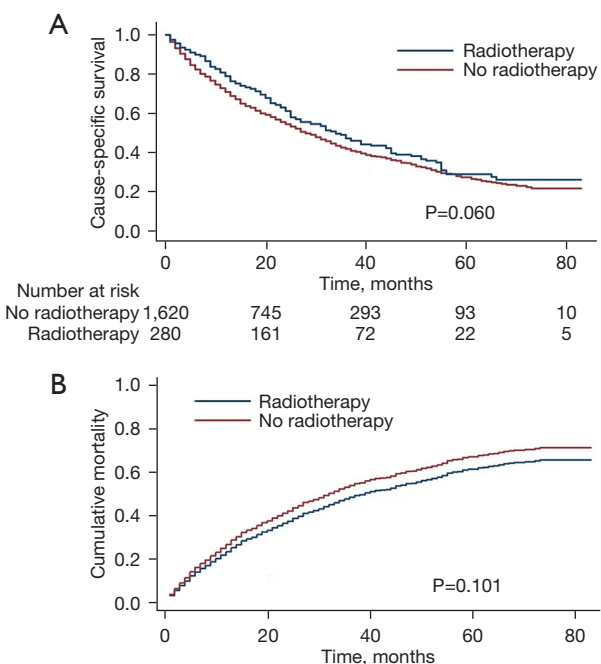 A
Cause-specific survival
1.0
0.8
0.6
0.4
0.2
0.0
Radiotherapy
No radiotherapy
P=0.060
0 20 40 60 80
Time, months
Number at risk
No radiotherapy 1,620 745 293 93 10
Radiotherapy 280 161 72 22 5
B
Cumulative mortality
1.0
0.8
0.6
0.4
0.2
0.0
Radiotherapy
No radiotherapy
P=0.101
0 20 40 60 80
Time, months